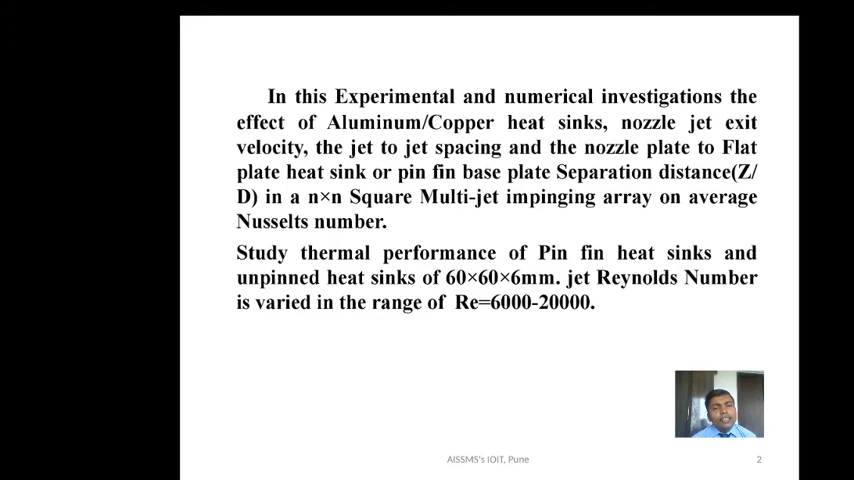 In this Experimental and numerical investigations the
effect of Aluminum/Copper heat sinks, nozzle jet exit
velocity, the jet to jet spacing and the nozzle plate to Flat
plate heat sink or pin fin base plate Separation distance(Z/
D) in a n×n Square Multi-jet impinging array on average
Nusselts number.
Study thermal performance of Pin fin heat sinks and
unpinned heat sinks of 60×60×6mm. jet Reynolds Number
is varied in the range of Re=6000-20000.
AISSMS's IOIT, Pune
2